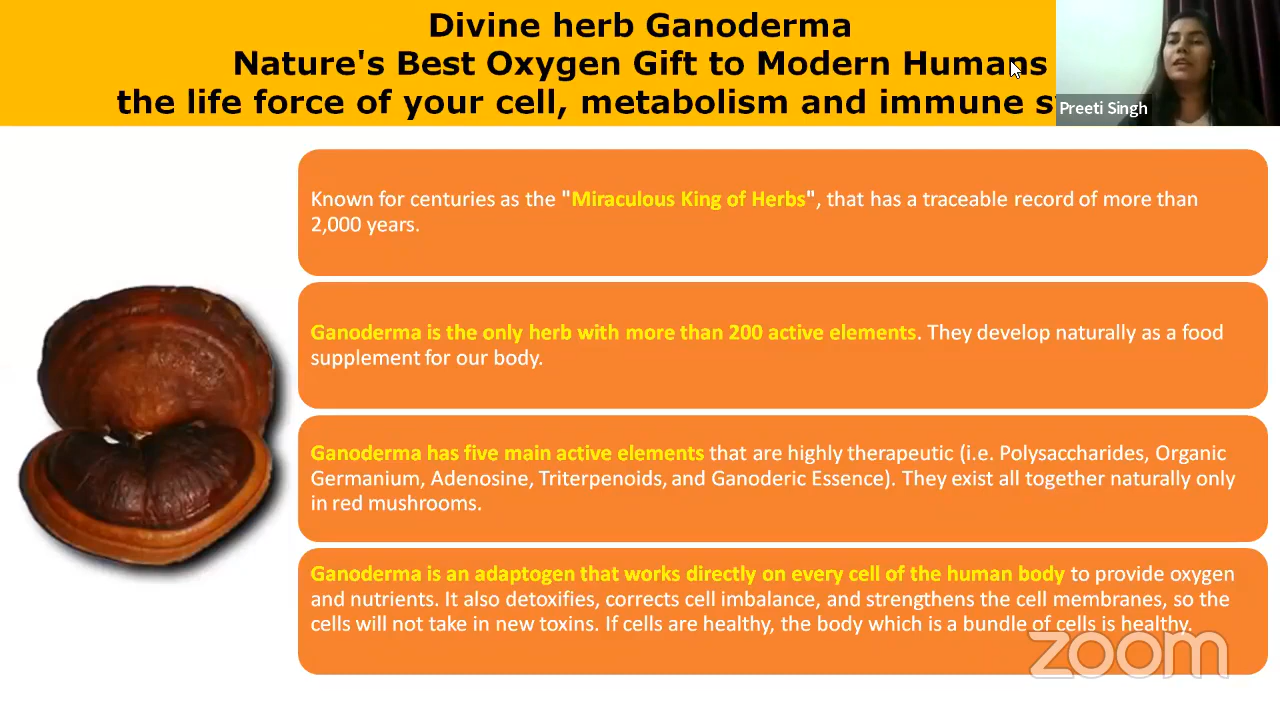 Divine herb Ganoderma
Nature's Best Oxygen Gift to Modern Humans
the life force of your cell, metabolism and immune
Preeti Singh
Known for centuries as the "Miraculous King of Herbs", that has a traceable record of more than
2,000 years.
Ganoderma is the only herb with more than 200 active elements. They develop naturally as a food
supplement for our body.
Ganoderma has five main active elements that are highly therapeutic (i.e. Polysaccharides, Organic
Germanium, Adenosine, Triterpenoids, and Ganoderic Essence). They exist all together naturally only
in red mushrooms.
Ganoderma is an adaptogen that works directly on every cell of the human body to provide oxygen
and nutrients. It also detoxifies, corrects cell imbalance, and strengthens the cell membranes, so the
cells will not take in new toxins. If cells are healthy, the body which is a bundle of cells is healthy.
zoom